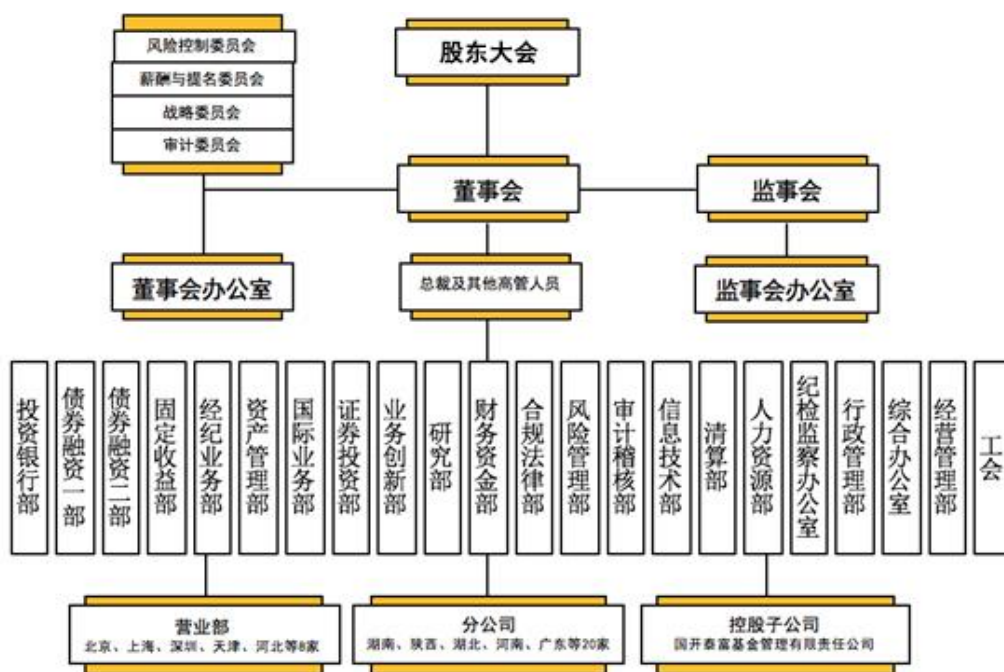 风险控制委员会
薪酬与提名委员会
战略委员会
审计委员会
股东大会
董事会
监事会
董事会办公室
总裁及其他高管人员
监事会办公室
投资银行部
债券融资一部
债券融资二部
固定收益部
经纪业务部
资产管理部
国际业务部
证券投资部
业务创新部
研究部
财务资金部
合规法律部
风险管理部
审计稽核部
信息技术部
清算部
人力资源部
纪检监察办公室
行政管理部
综合办公室
经营管理部
工会
营业部
北京、上海、深圳、天津、河北等8家
分公司
湖南、陕西、湖北、河南、广东等20家
控股子公司
国开泰富基金管理有限责任公司